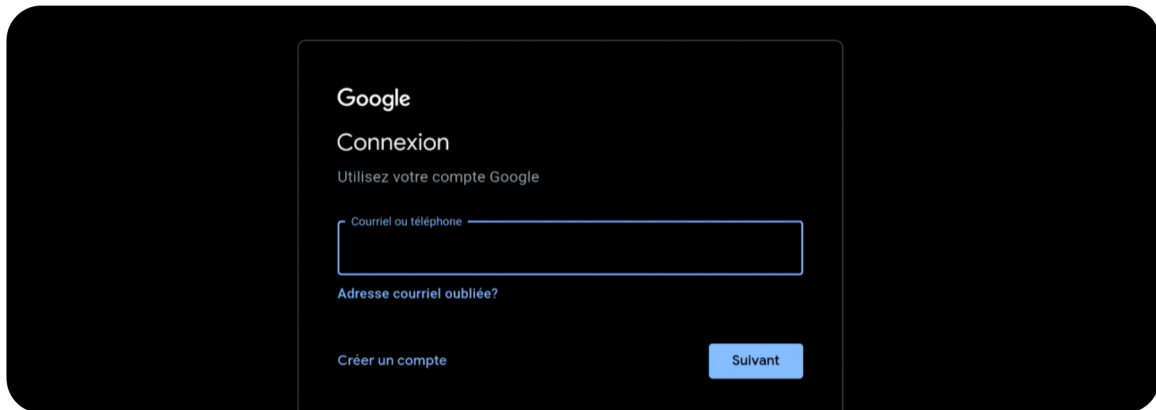 Google
Connexion
Utilisez votre compte Google
Courriel ou téléphone
Adresse courriel oubliée?
Créer un compte
Suivant